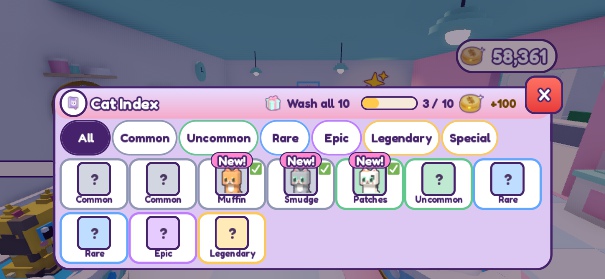 58,361
Cat Index
Wash all 10
3 / 10
+100
All
Common
Uncommon
Rare
Epic
Legendary
Special
?
Common
?
Common
New!
Muffin
New!
Smudge
New!
Patches
?
Uncommon
?
Rare
?
Rare
?
Epic
?
Legendary